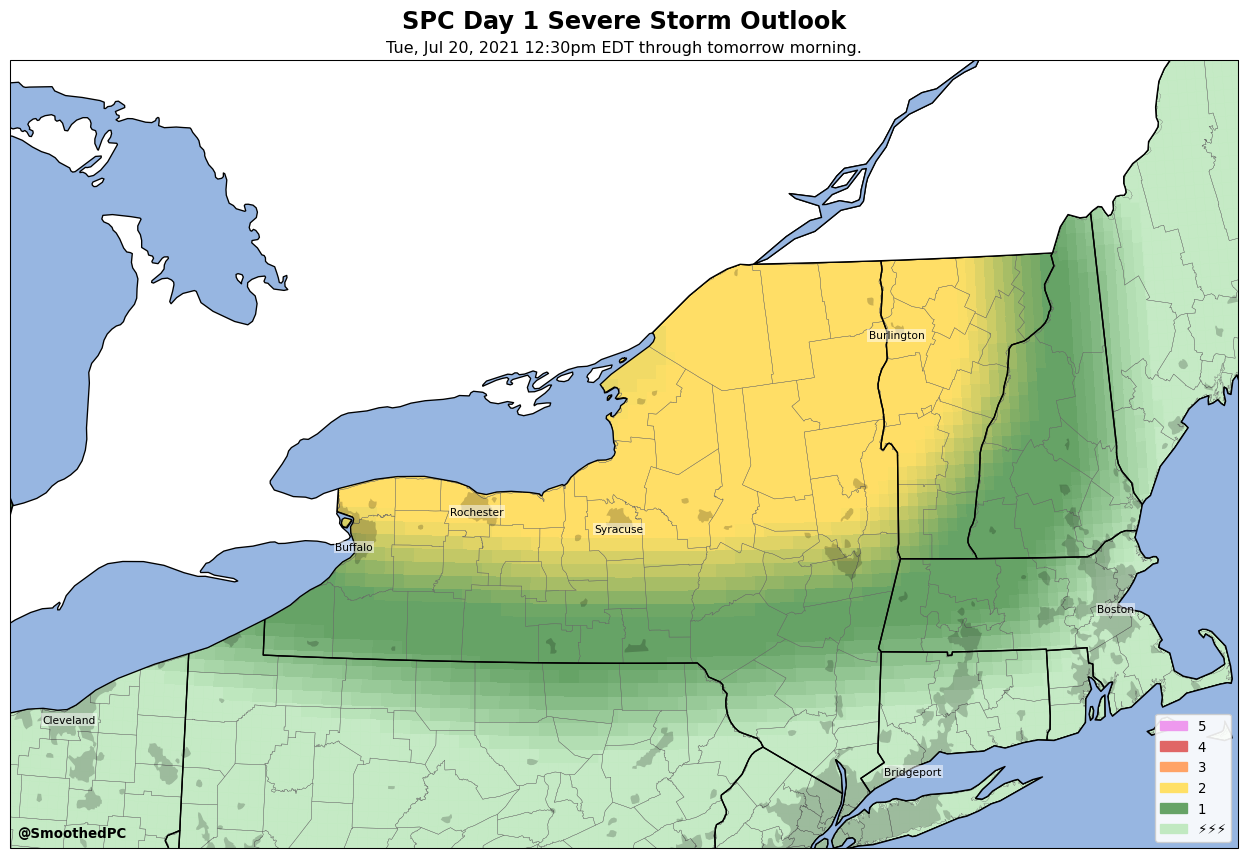 SPC Day 1 Severe Storm Outlook
Tue, Jul 20, 2021 12:30pm EDT through tomorrow morning.
Burlington
Rochester
Syracuse
Buffalo
Boston
Cleveland
Bridgeport
5
4
3
2
1
⚡⚡⚡
@SmoothedPC